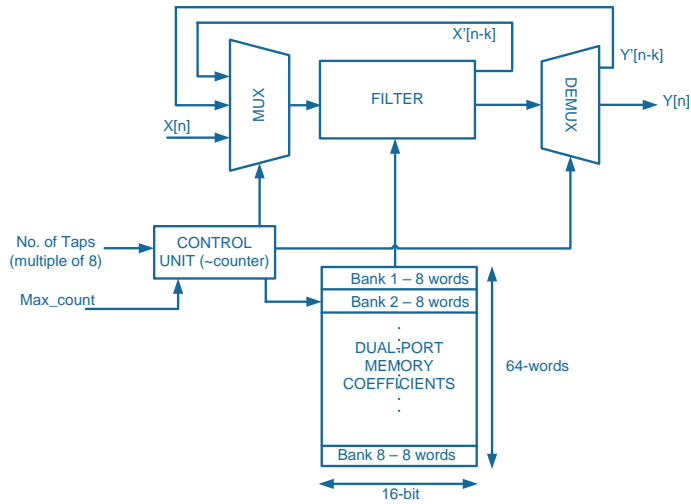 X'[n-k]
Y'[n-k]
MUX
FILTER
DEMUX
X[n]
Y[n]
No. of Taps
(multiple of 8)
CONTROL
UNIT (~counter)
Max_count
Bank 1 – 8 words
Bank 2 – 8 words
DUAL-PORT
MEMORY
COEFFICIENTS
64-words
Bank 8 – 8 words
16-bit